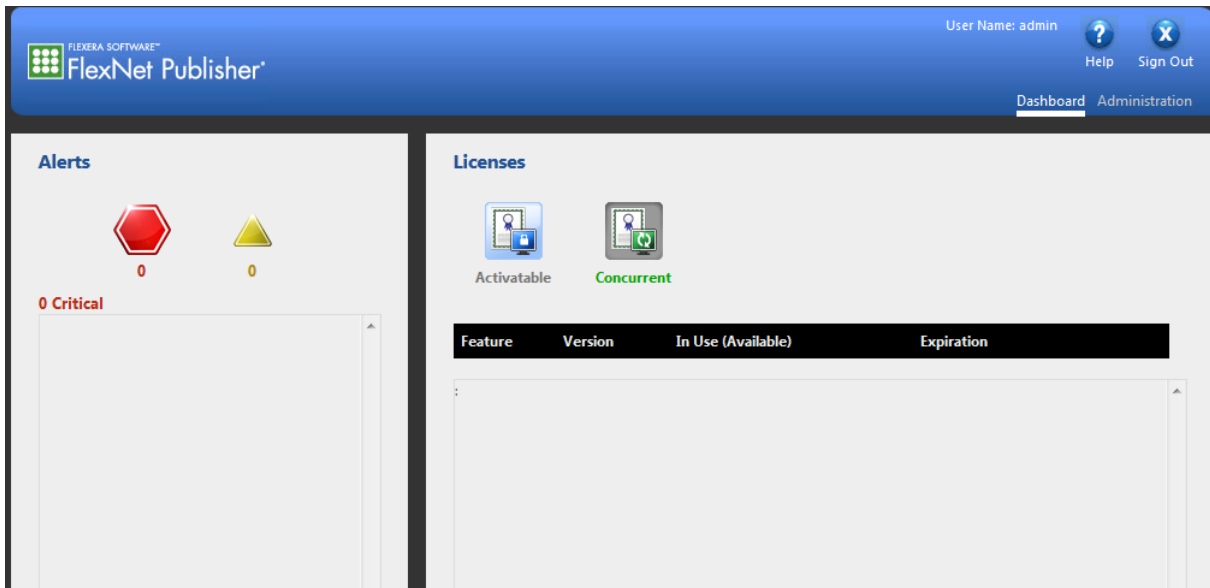 User Name: admin
FLEXERA SOFTWARE™
FlexNet Publisher·
? X
Help Sign Out
Dashboard Administration
Alerts
0 0
0 Critical
Licenses
Activatable Concurrent
Feature Version In Use (Available) Expiration
: